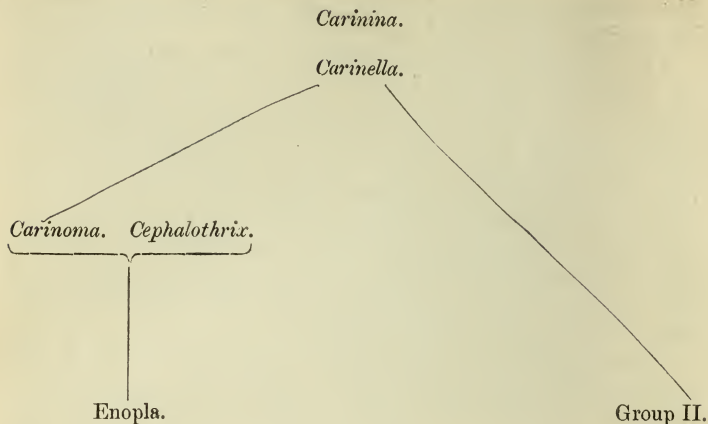 Carinina.
Carinella.
Carinoma. Cephalothrix.
Enopla.
Group II.